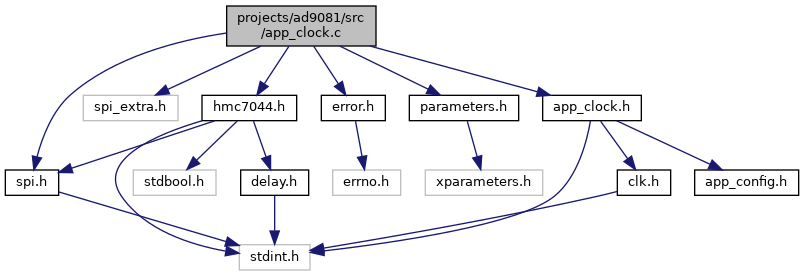 projects/ad9081/src
/app_clock.c
spi_extra.h
hmc7044.h
error.h
parameters.h
app_clock.h
spi.h
stdbool.h
delay.h
errno.h
xparameters.h
clk.h
app_config.h
stdint.h